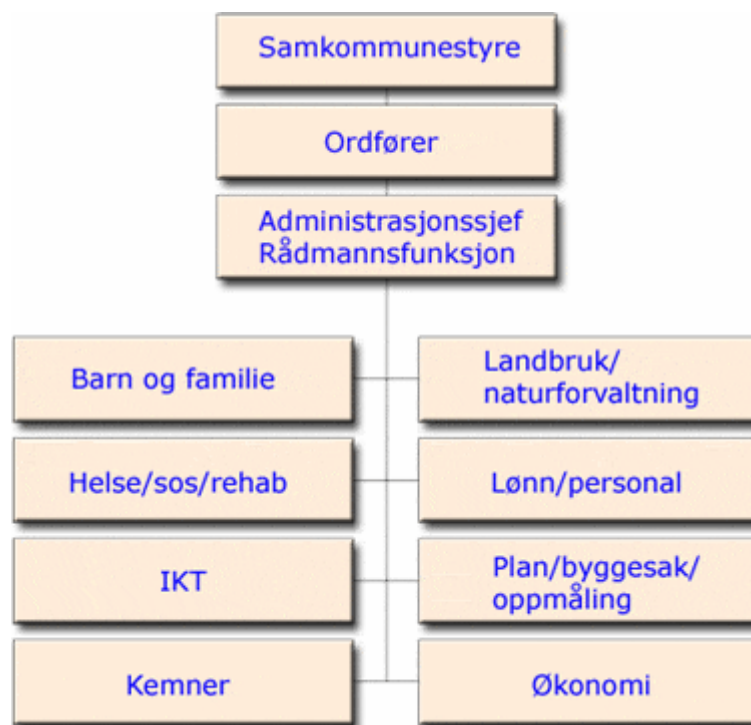 Samkommunestyre
Ordfører
Administrasjonssjef
Rådmannsfunksjon
Barn og familie
Landbruk/
naturforvaltning
Helse/sos/rehab
Lønn/personal
IKT
Plan/byggesak/
oppmåling
Kemner
Økonomi